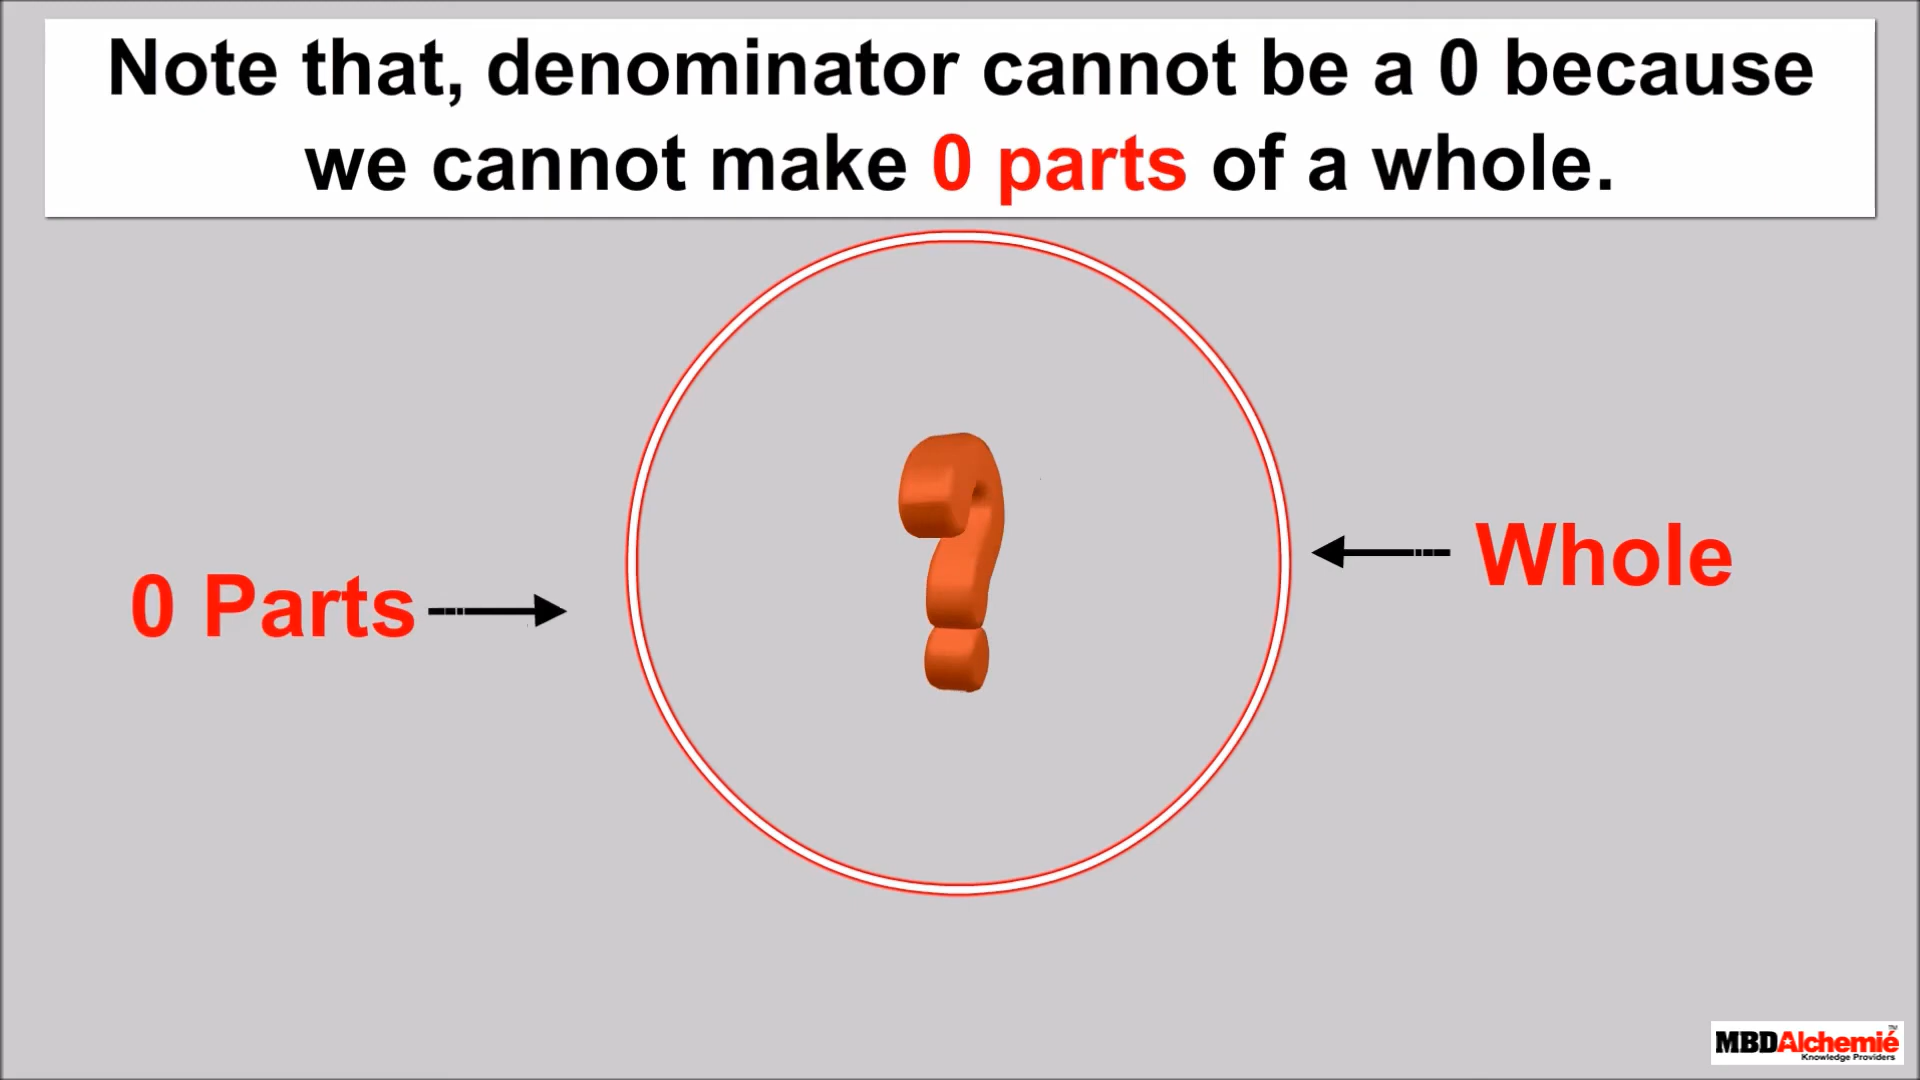 Note that, denominator cannot be a 0 because
we cannot make 0 parts of a whole.
?
0 Parts
Whole
MBDAlchemié™
Knowledge Providers